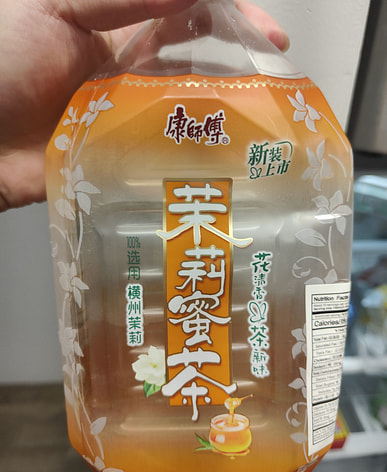 康師傅
新装
上市
茉莉蜜茶
100%选用横州茉莉
花清香
茶新味
Nutrition Facts
Calories